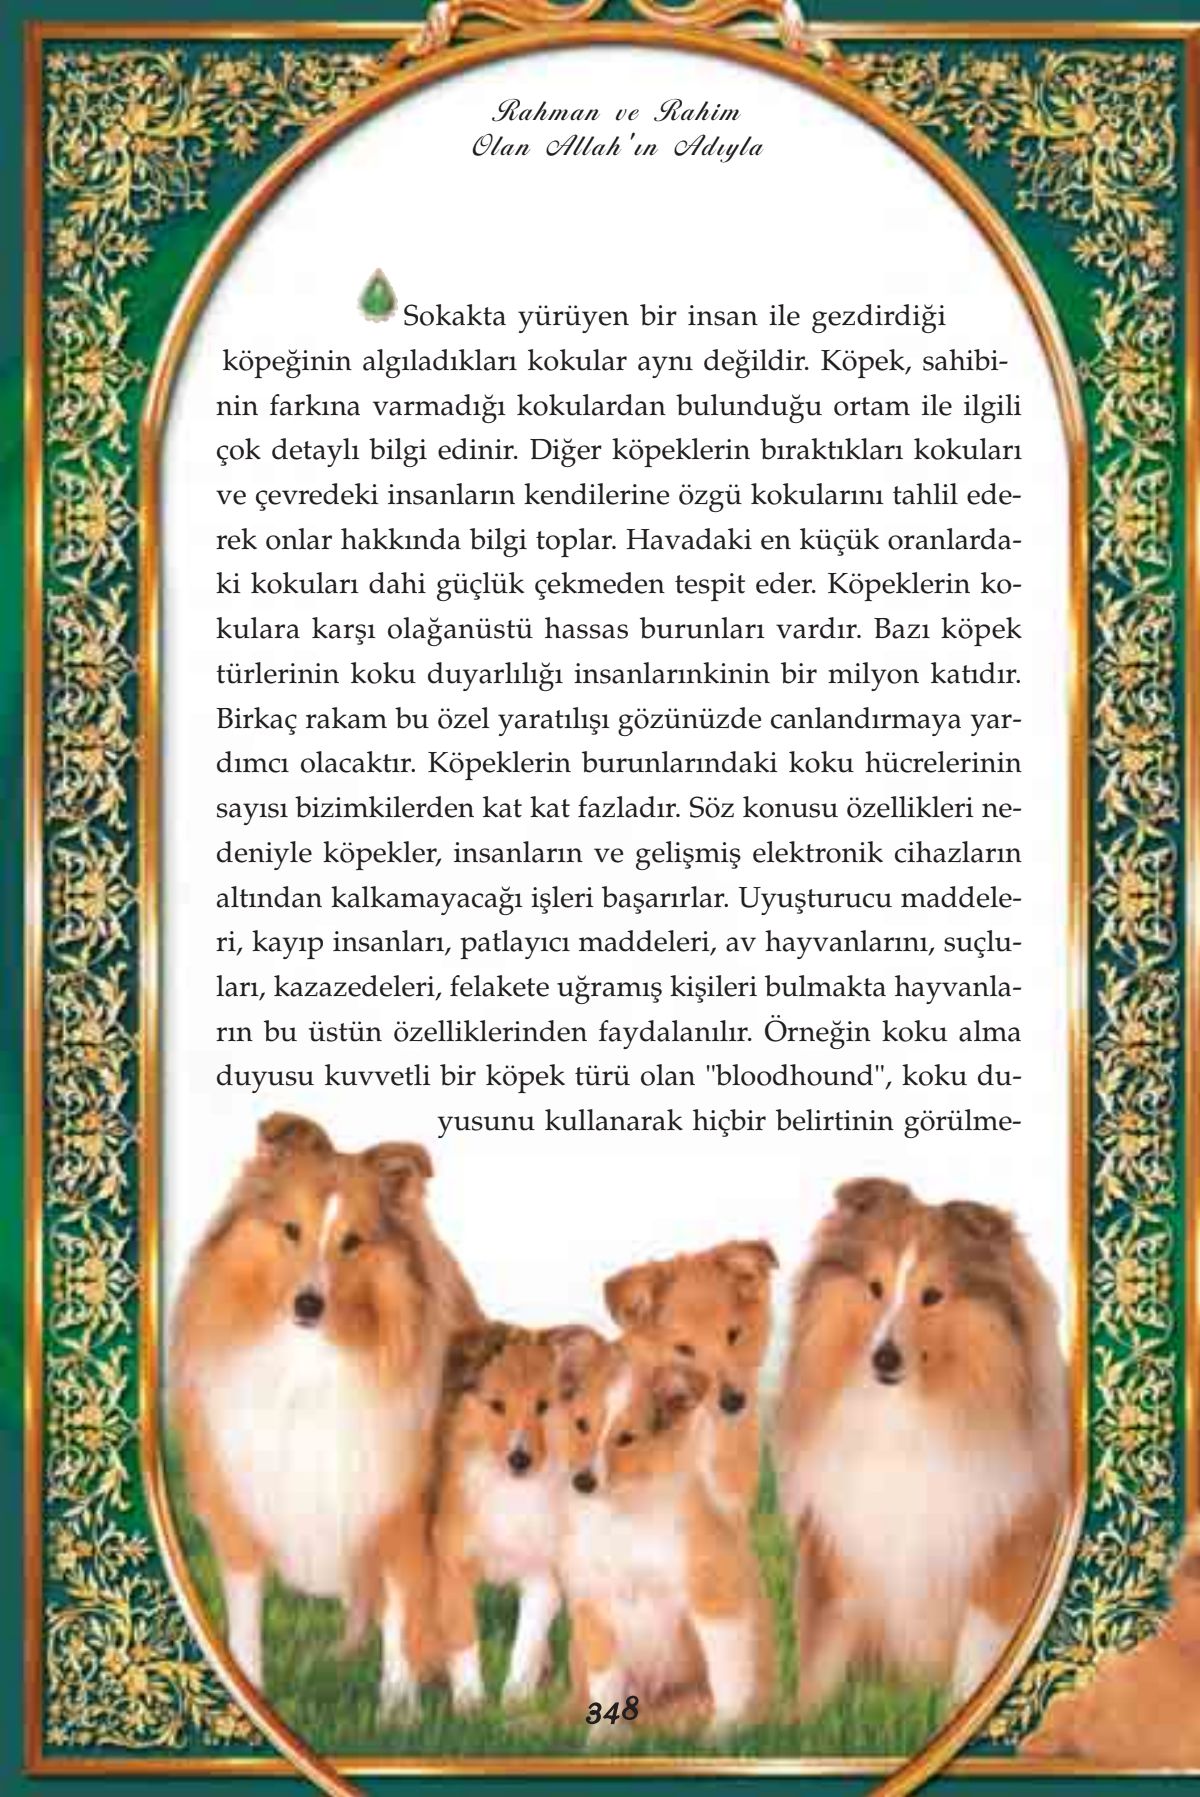 Rahman ve Rahim
Olan Allah'ın Adıyla
Sokakta yürüyen bir insan ile gezdirdiği
köpeğinin algıladıkları kokular aynı değildir. Köpek, sahibi-
nin farkına varmadığı kokulardan bulunduğu ortam ile ilgili
çok detaylı bilgi edinir. Diğer köpeklerin bıraktıkları kokuları
ve çevredeki insanların kendilerine özgü kokularını tahlil ede-
rek onlar hakkında bilgi toplar. Havadaki en küçük oranlarda-
ki kokuları dahi güçlük çekmeden tespit eder. Köpeklerin ko-
kulara karşı olağanüstü hassas burunları vardır. Bazı köpek
türlerinin koku duyarlılığı insanlarınkinin bir milyon katıdır.
Birkaç rakam bu özel yaratılışı gözünüzde canlandırmaya yar-
dımcı olacaktır. Köpeklerin burunlarındaki koku hücrelerinin
sayısı bizimkilerden kat kat fazladır. Söz konusu özellikleri ne-
deniyle köpekler, insanların ve gelişmiş elektronik cihazların
altından kalkamayacağı işleri başarırlar. Uyuşturucu maddele-
ri, kayıp insanları, patlayıcı maddeleri, av hayvanlarını, suçlu-
ları, kazazedeleri, felakete uğramış kişileri bulmakta hayvanla-
rın bu üstün özelliklerinden faydalanılır. Örneğin koku alma
duyusu kuvvetli bir köpek türü olan "bloodhound", koku du-
yusunu kullanarak hiçbir belirtinin görülme-
348